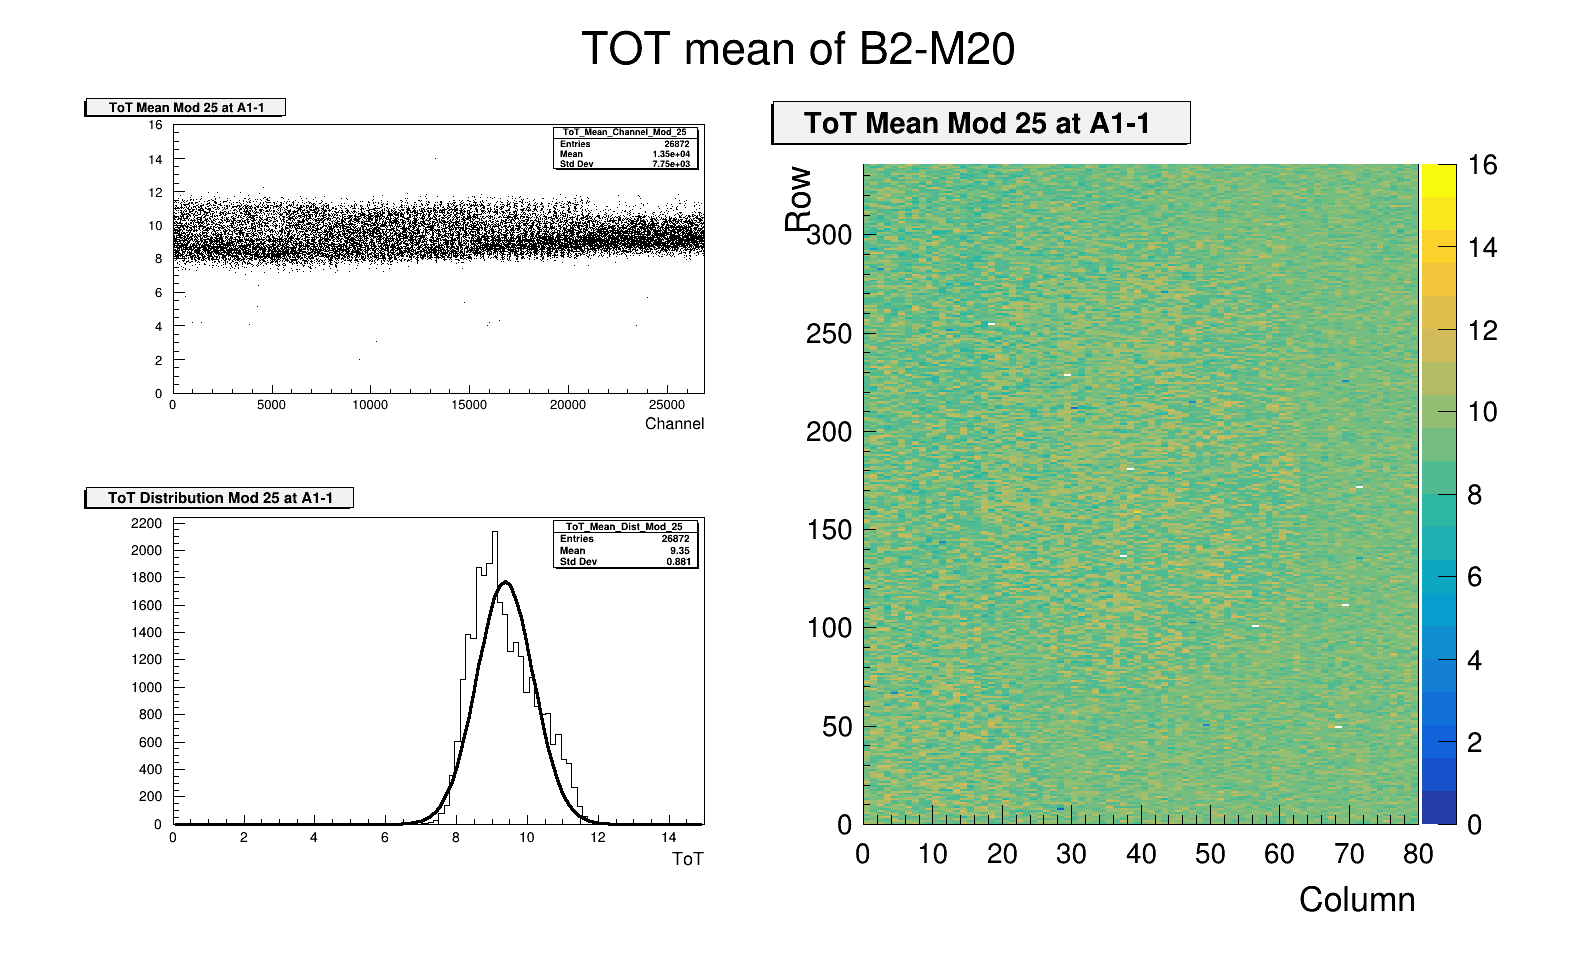 TOT mean of B2-M20
ToT Mean Mod 25 at A1-1
ToT_Mean_Channel_Mod_25
Entries 26872
Mean 1.35e+04
Std Dev 7.75e+03
16
14
12
10
8
6
4
2
0
0 5000 10000 15000 20000 25000
Channel
ToT Distribution Mod 25 at A1-1
ToT_Mean_Dist_Mod_25
Entries 26872
Mean 9.35
Std Dev 0.881
2200
2000
1800
1600
1400
1200
1000
800
600
400
200
0
0 2 4 6 8 10 12 14
ToT
ToT Mean Mod 25 at A1-1
Row
300
250
200
150
100
50
0
0 10 20 30 40 50 60 70 80
Column
16
14
12
10
8
6
4
2
0